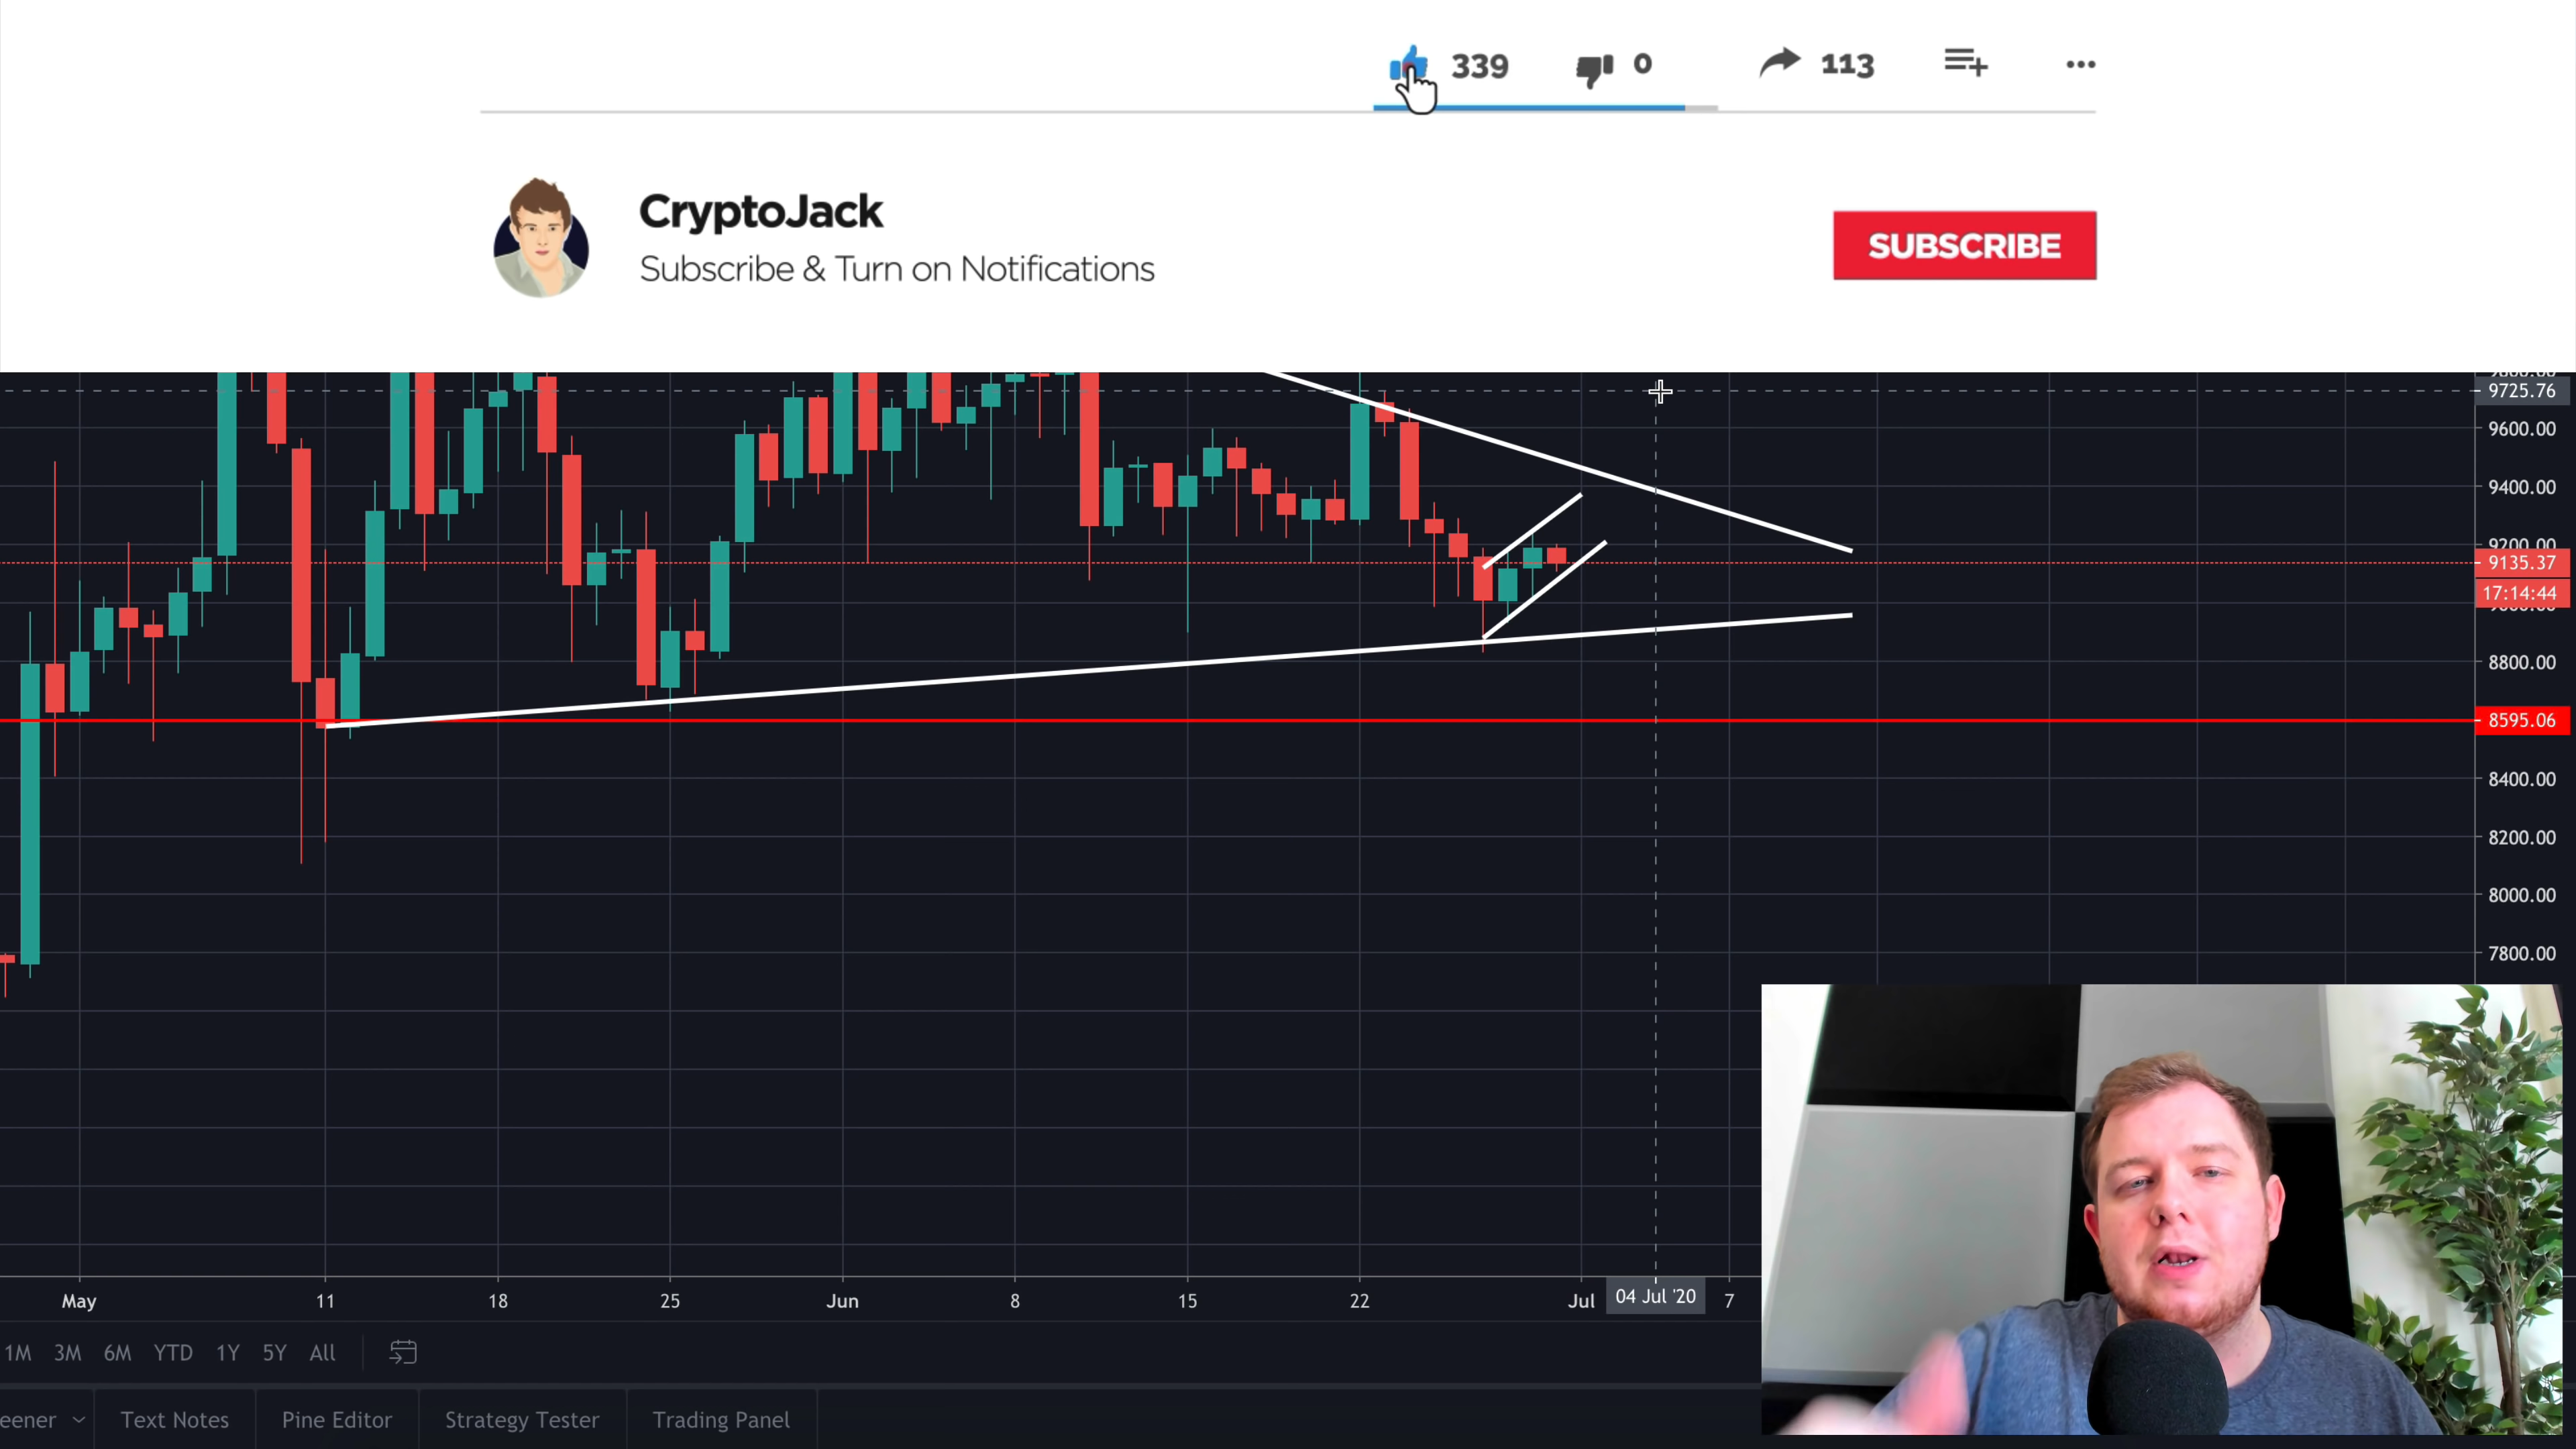 339 0 113
CryptoJack
Subscribe & Turn on Notifications
SUBSCRIBE
9725.76
9600.00
9400.00
9200.00
9135.37
17:14:44
8800.00
8595.06
8400.00
8200.00
8000.00
7800.00
May 11 18 25 Jun 8 15 22 Jul 04 Jul '20 7
1M 3M 6M YTD 1Y 5Y All
eener Text Notes Pine Editor Strategy Tester Trading Panel